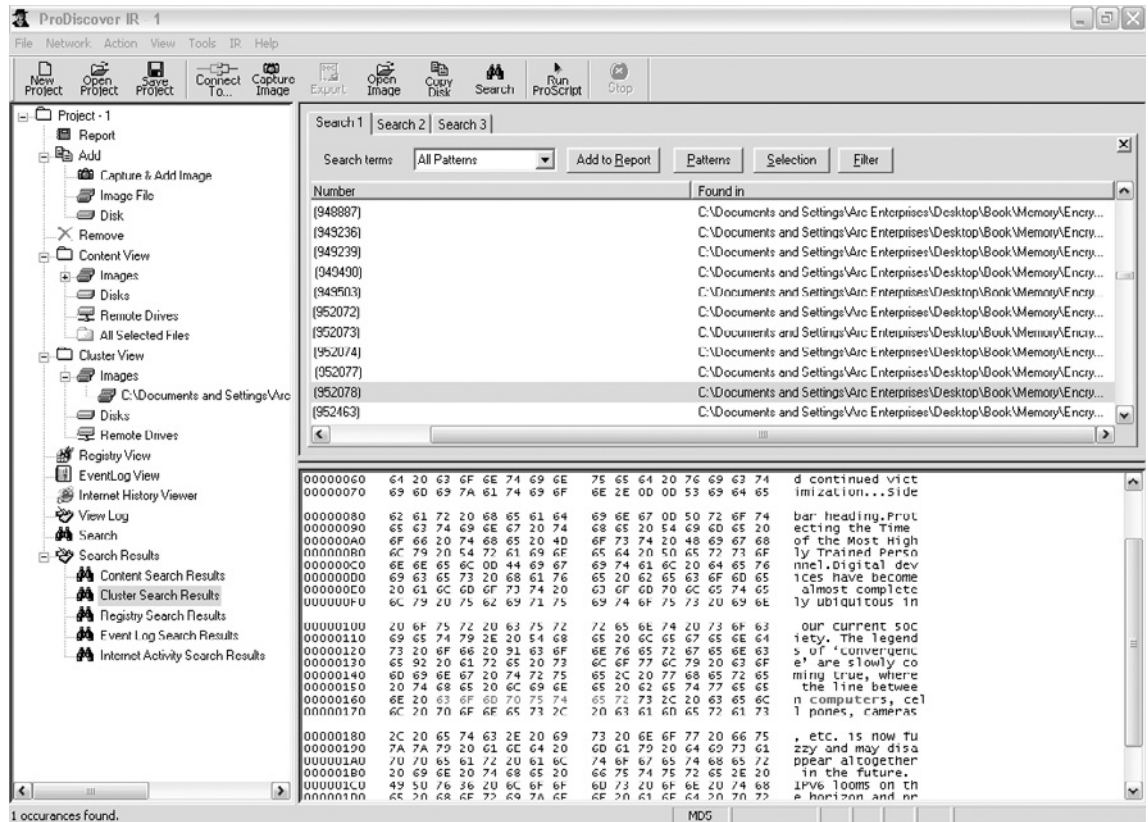 ProDiscover IR - 1
File Network Action View Tools IR Help
New Project
Open Project
Save Project
Connect To...
Capture Image
Export
Open Image
Copy Disk
Search
Run ProScript
Stop
Project - 1
Report
Add
Capture & Add Image
Image File
Disk
Remove
Content View
Images
Disks
Remote Drives
All Selected Files
Cluster View
Images
C:\Documents and Settings\Arc
Disks
Remote Drives
Registry View
EventLog View
Internet History Viewer
View Log
Search
Search Results
Content Search Results
Cluster Search Results
Registry Search Results
Event Log Search Results
Internet Activity Search Results
Search 1 Search 2 Search 3
Search terms All Patterns Add to Report Patterns Selection Filter
Number Found in
(948887) C:\Documents and Settings\Arc Enterprises\Desktop\Book\Memory\Encry...
(949236) C:\Documents and Settings\Arc Enterprises\Desktop\Book\Memory\Encry...
(949239) C:\Documents and Settings\Arc Enterprises\Desktop\Book\Memory\Encry...
(949490) C:\Documents and Settings\Arc Enterprises\Desktop\Book\Memory\Encry...
(949503) C:\Documents and Settings\Arc Enterprises\Desktop\Book\Memory\Encry...
(952072) C:\Documents and Settings\Arc Enterprises\Desktop\Book\Memory\Encry...
(952073) C:\Documents and Settings\Arc Enterprises\Desktop\Book\Memory\Encry...
(952074) C:\Documents and Settings\Arc Enterprises\Desktop\Book\Memory\Encry...
(952077) C:\Documents and Settings\Arc Enterprises\Desktop\Book\Memory\Encry...
(952078) C:\Documents and Settings\Arc Enterprises\Desktop\Book\Memory\Encry...
(952463) C:\Documents and Settings\Arc Enterprises\Desktop\Book\Memory\Encry...
00000060 64 20 63 6F 6E 74 69 6E 75 65 64 20 76 69 63 74 d continued vict
00000070 69 6D 69 7A 61 74 69 6F 6E 2E 0D 0D 53 69 64 65 imization...Side
00000080 62 61 72 20 68 65 61 64 69 6E 67 0D 50 72 6F 74 bar heading.Prot
00000090 65 63 74 69 6E 67 20 74 68 65 20 54 69 6D 65 20 ecting the Time
000000A0 6F 66 20 74 68 65 20 4D 6F 73 74 20 48 69 67 68 of the Most High
000000B0 6C 79 20 54 72 61 69 6E 65 64 20 50 65 72 73 6F ly Trained Perso
000000C0 6E 6E 65 6C 0D 44 69 67 69 74 61 6C 20 64 65 76 nnel.Digital dev
000000D0 69 63 65 73 20 68 61 76 65 20 62 65 63 6F 6D 65 ices have become
000000E0 20 61 6C 6D 6F 73 74 20 63 6F 6D 70 6C 65 74 65 almost complete
000000F0 6C 79 20 75 62 69 71 75 69 74 6F 75 73 20 69 6E ly ubiquitous in
00000100 20 6F 75 72 20 63 75 72 72 65 6E 74 20 73 6F 63 our current soc
00000110 69 65 74 79 2E 20 54 68 65 20 6C 65 67 65 6E 64 iety. The legend
00000120 73 20 6F 66 20 91 63 6F 6E 76 65 72 67 65 6E 63 s of ‘convergenc
00000130 65 92 20 61 72 65 20 73 6C 6F 77 6C 79 20 63 6F e’ are slowly co
00000140 6D 69 6E 67 20 74 72 75 65 2C 20 77 68 65 72 65 ming true, where
00000150 20 74 68 65 20 6C 69 6E 65 20 62 65 74 77 65 65 the line betwee
00000160 6E 20 63 6F 6D 70 75 74 65 72 73 2C 20 63 65 6C n computers, cel
00000170 6C 20 70 6F 6E 65 73 2C 20 63 61 6D 65 72 61 73 l pones, cameras
00000180 2C 20 65 74 63 2E 20 69 73 20 6E 6F 77 20 66 75 , etc. is now fu
00000190 7A 7A 79 20 61 6E 64 20 6D 61 79 20 64 69 73 61 zzy and may disa
000001A0 70 70 65 61 72 20 61 6C 74 6F 67 65 74 68 65 72 ppear altogether
000001B0 20 69 6E 20 74 68 65 20 66 75 74 75 72 65 2E 20 in the future.
000001C0 49 50 76 36 20 6C 6F 6F 6D 73 20 6F 6E 20 74 68 IPv6 looms on th
000001D0 65 20 68 6F 72 69 7A 6F 6E 20 61 6E 64 20 70 72 e horizon and pr
1 occurances found. MD5